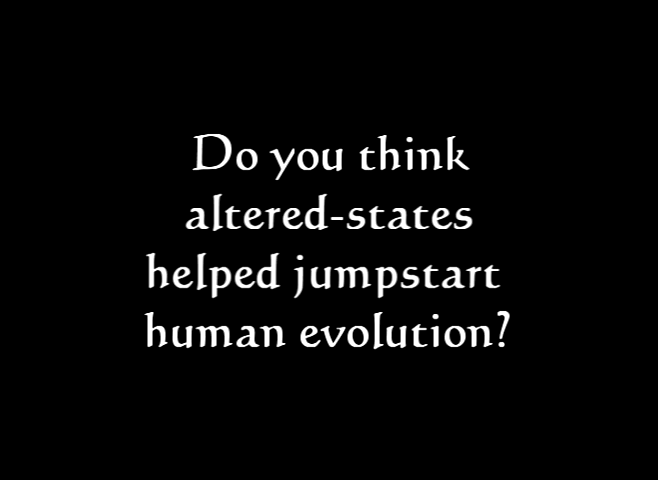 Do you think
altered-states
helped jumpstart
human evolution?